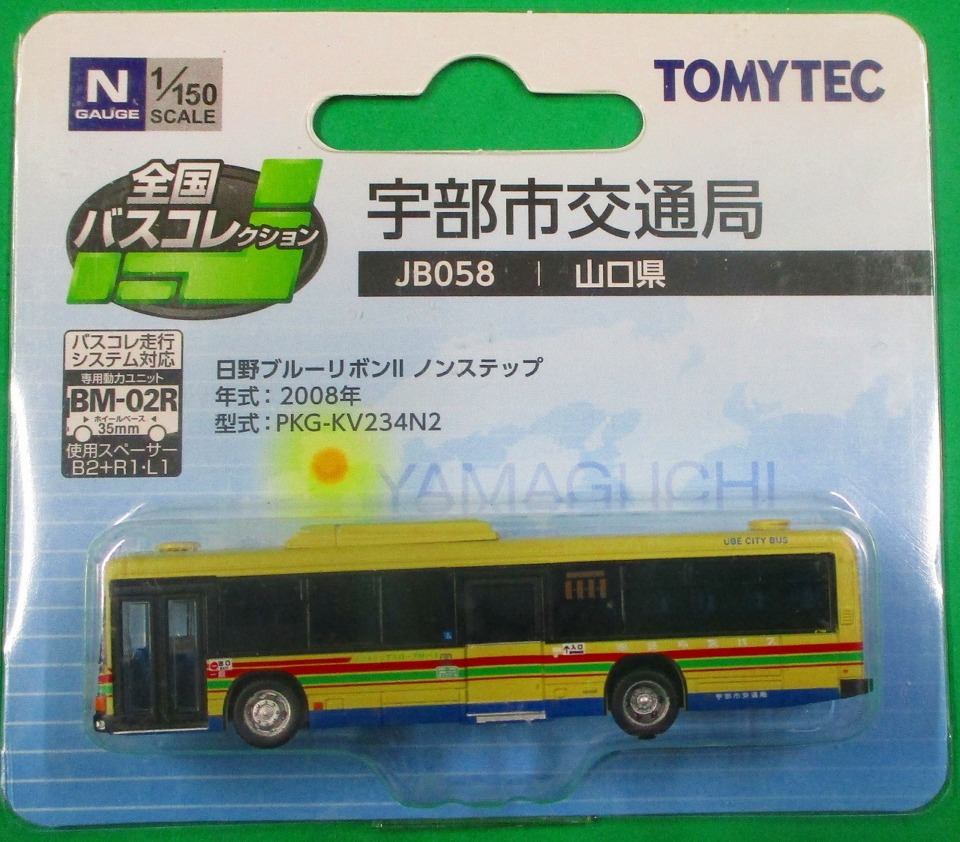 N GAUGE
1/150 SCALE
TOMYTEC
全国
バスコレクション
宇部市交通局
JB058 | 山口県
バスコレ走行
システム対応
専用動力ユニット
BM-02R
ホイールベース
35mm
使用スペーサー
B2+R1・L1
日野ブルーリボンII ノンステップ
年式：2008年
型式：PKG-KV234N2
YAMAGUCHI
UBE CITY BUS
入口
宇部市交通局